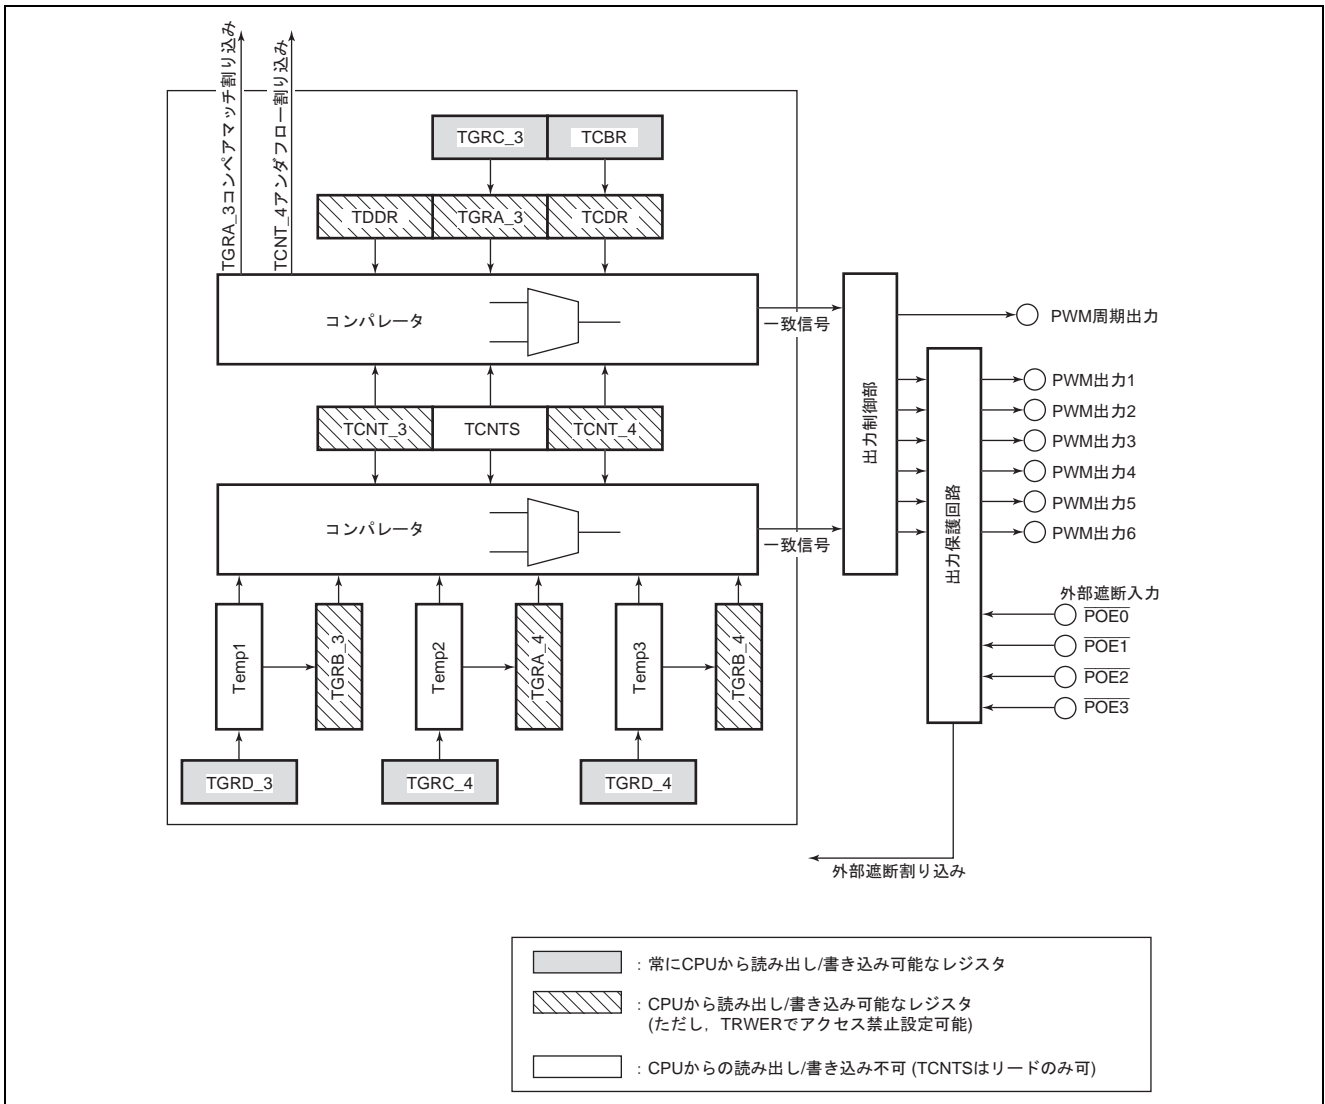 TGRA_3コンペアマッチ割り込み
TCNT_4アンダフロー割り込み
TGRC_3
TCBR
TDDR
TGRA_3
TCDR
コンパレータ
一致信号
PWM周期出力
出力制御部
出力保護回路
PWM出力1
PWM出力2
PWM出力3
PWM出力4
PWM出力5
PWM出力6
TCNT_3
TCNTS
TCNT_4
コンパレータ
一致信号
外部遮断入力
POE0
POE1
POE2
POE3
Temp1
TGRB_3
Temp2
TGRA_4
Temp3
TGRB_4
TGRD_3
TGRC_4
TGRD_4
外部遮断割り込み
：常にCPUから読み出し/書き込み可能なレジスタ
：CPUから読み出し/書き込み可能なレジスタ
(ただし，TRWERでアクセス禁止設定可能)
：CPUからの読み出し/書き込み不可 (TCNTSはリードのみ可)